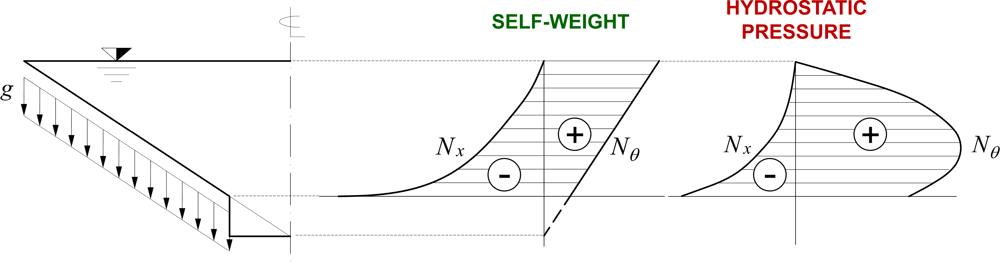 SELF-WEIGHT
HYDROSTATIC
PRESSURE
g
Nx
+
-
Nθ
Nx
+
-
Nθ